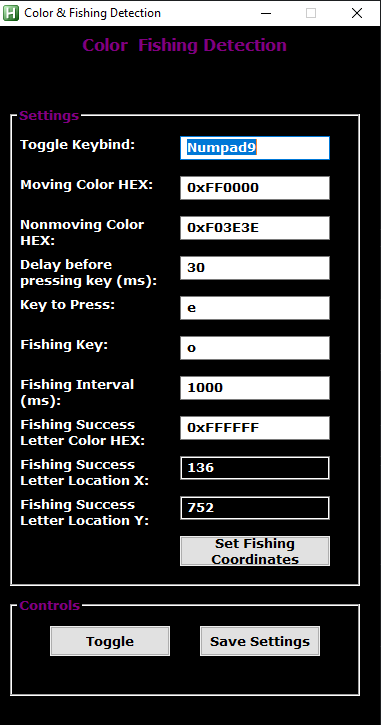 H Color & Fishing Detection
Color  Fishing Detection
Settings
Toggle Keybind:
Numpad9
Moving Color HEX:
0xFF0000
Nonmoving Color
HEX:
0xF03E3E
Delay before
pressing key (ms):
30
Key to Press:
e
Fishing Key:
o
Fishing Interval
(ms):
1000
Fishing Success
Letter Color HEX:
0xFFFFFF
Fishing Success
Letter Location X:
136
Fishing Success
Letter Location Y:
752
Set Fishing
Coordinates
Controls
Toggle
Save Settings